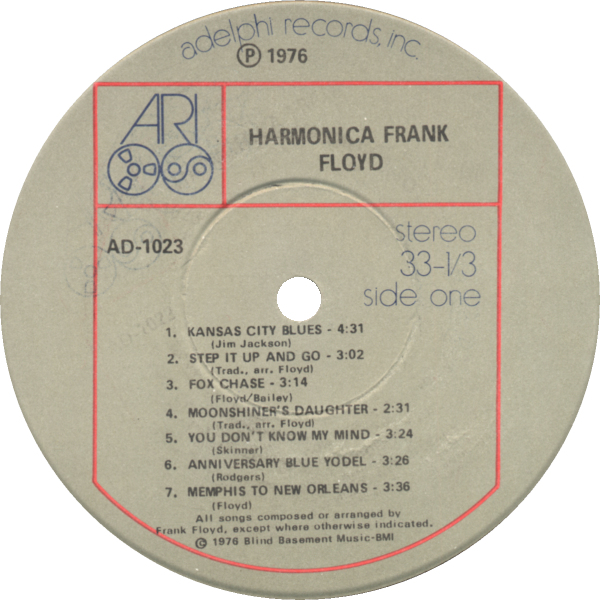 adelphi records, inc.
Ⓟ 1976
ARI
HARMONICA FRANK
FLOYD
AD-1023
stereo
33-1/3
side one
1. KANSAS CITY BLUES - 4:31
(Jim Jackson)
2. STEP IT UP AND GO - 3:02
(Trad., arr. Floyd)
3. FOX CHASE - 3:14
(Floyd/Bailey)
4. MOONSHINER'S DAUGHTER - 2:31
(Trad., arr. Floyd)
5. YOU DON'T KNOW MY MIND - 3:24
(Skinner)
6. ANNIVERSARY BLUE YODEL - 3:26
(Rodgers)
7. MEMPHIS TO NEW ORLEANS - 3:36
(Floyd)
All songs composed or arranged by
Frank Floyd, except where otherwise indicated.
© 1976 Blind Basement Music-BMI